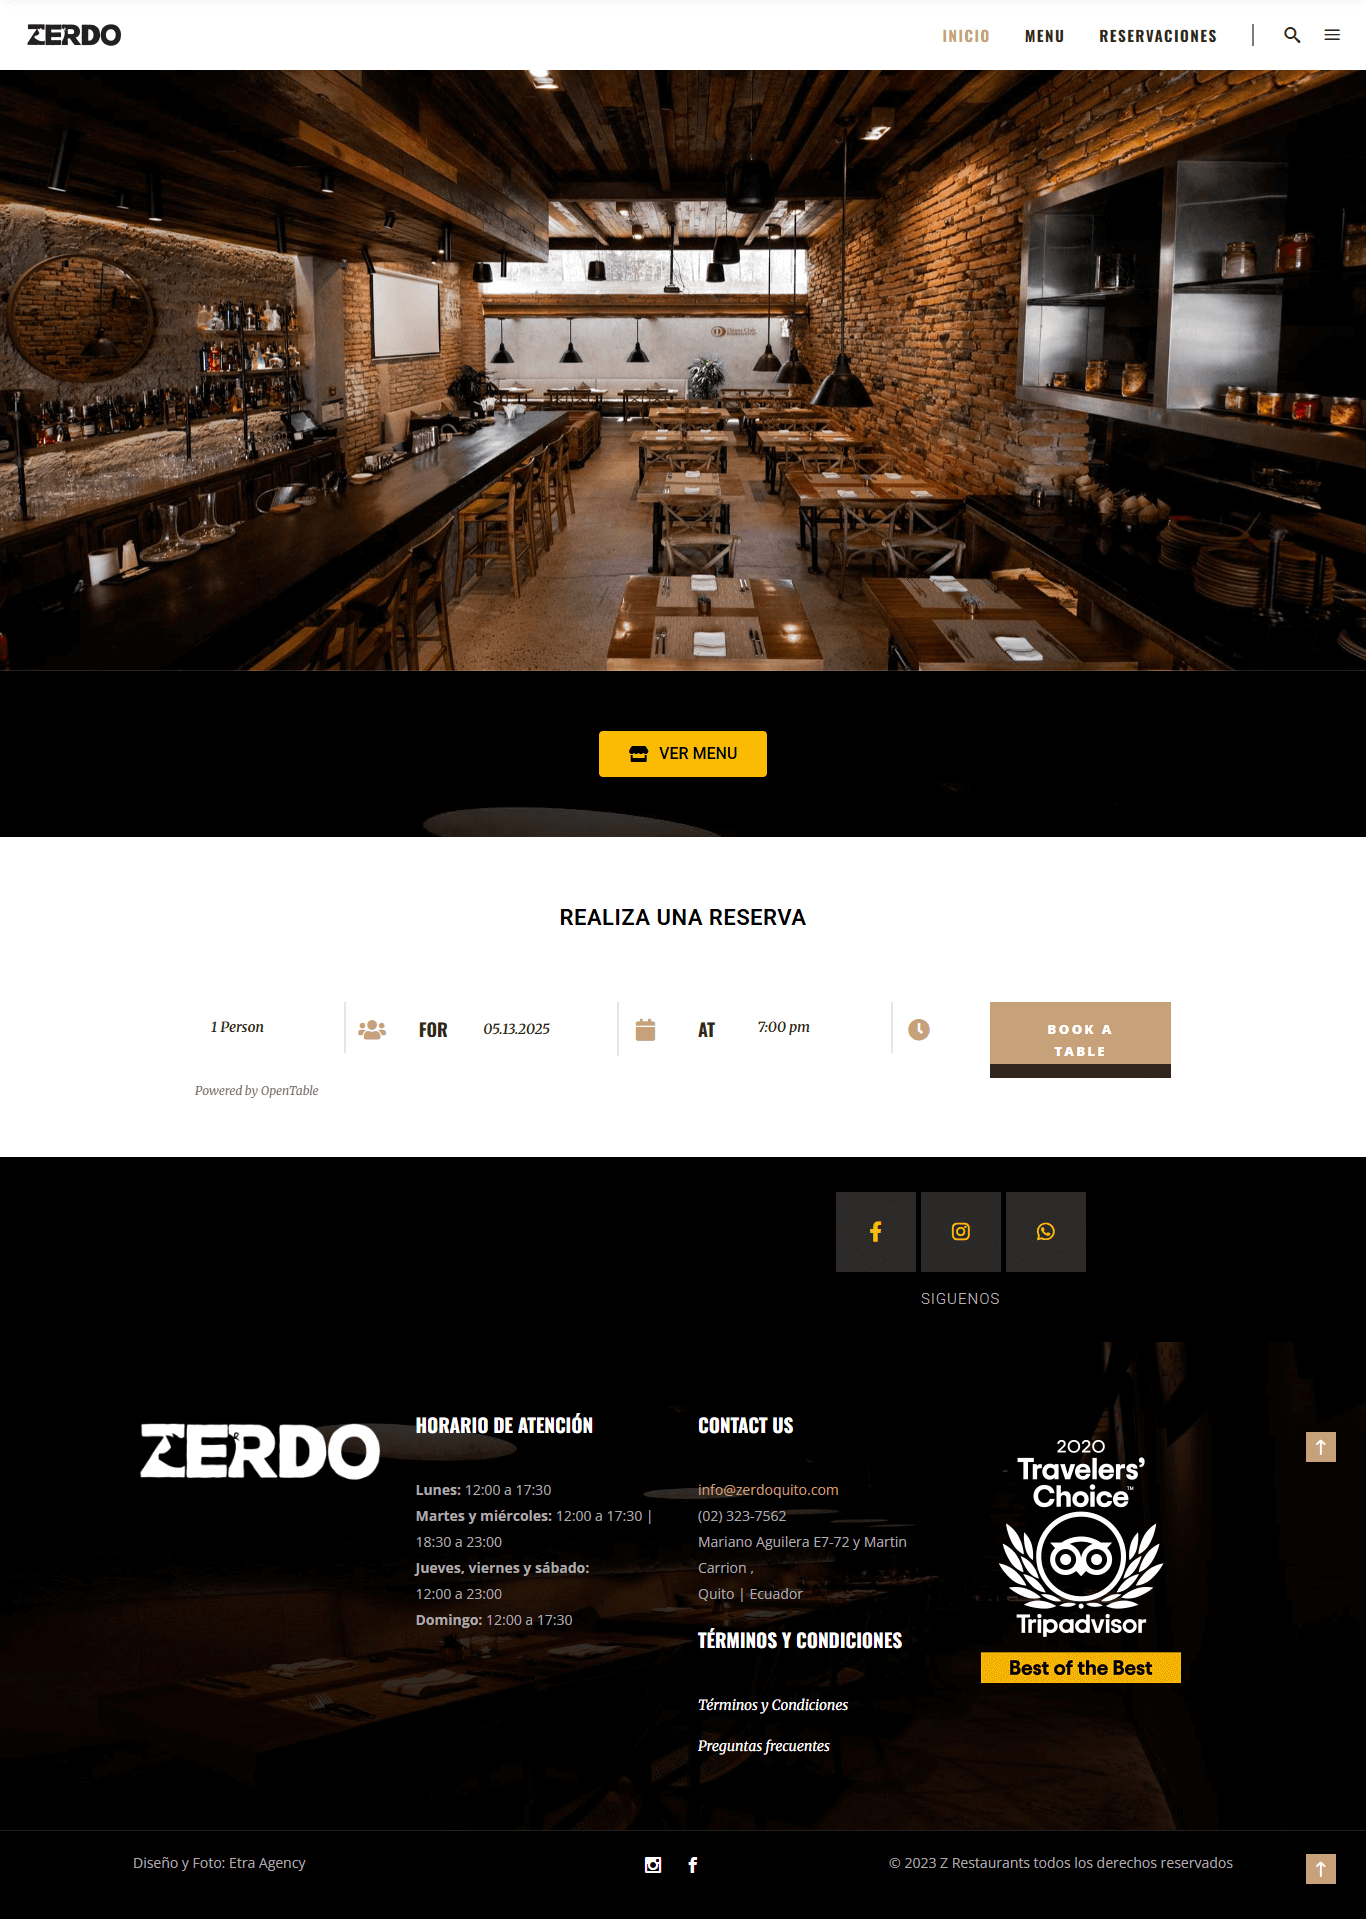 ZERDO
INICIO
MENU
RESERVACIONES
VER MENU
REALIZA UNA RESERVA
1 Person
FOR
05.13.2025
AT
7:00 pm
BOOK A
TABLE
Powered by OpenTable
SIGUENOS
ZERDO
HORARIO DE ATENCIÓN
Lunes: 12:00 a 17:30
Martes y miércoles: 12:00 a 17:30 |
18:30 a 23:00
Jueves, viernes y sábado:
12:00 a 23:00
Domingo: 12:00 a 17:30
CONTACT US
info@zerdoquito.com
(02) 323-7562
Mariano Aguilera E7-72 y Martin
Carrion ,
Quito | Ecuador
TÉRMINOS Y CONDICIONES
Términos y Condiciones
Preguntas frecuentes
2020
Travelers'
Choice™
Tripadvisor
Best of the Best
Diseño y Foto: Etra Agency
© 2023 Z Restaurants todos los derechos reservados